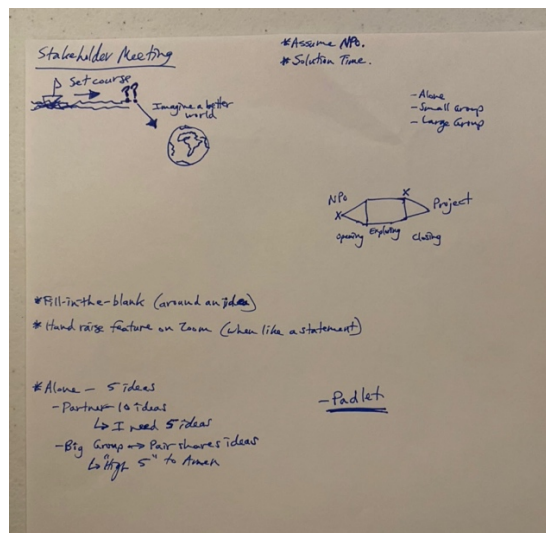 Stakeholder Meeting
*Assume NPO.
*Solution Time.
Set course
??
Imagine a better
world
-Alone
-Small Group
-Large Group
NPO
X
X
Project
Opening
Exploring
Closing
*Fill-in-the-blank (around an idea)
*Hand raise feature on Zoom (when like a statement)
*Alone - 5 ideas
-Partner - 10 ideas
↳ I need 5 ideas
-Big Group → Pair shares ideas
↳ "High 5" to
-Padlet